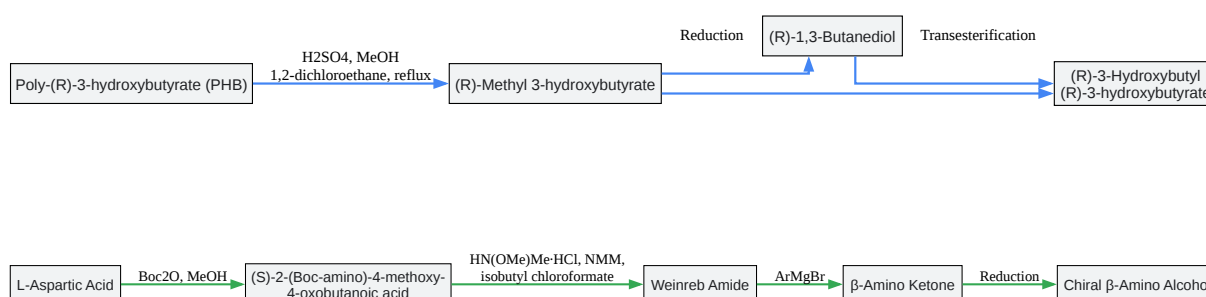 Reduction
(R)-1,3-Butanediol
Transesterification
H2SO4, MeOH
1,2-dichloroethane, reflux
Poly-(R)-3-hydroxybutyrate (PHB)
(R)-Methyl 3-hydroxybutyrate
(R)-3-Hydroxybutyl
(R)-3-hydroxybutyrate
HN(OMe)Me·HCl, NMM,
isobutyl chloroformate
L-Aspartic Acid
Boc2O, MeOH
(S)-2-(Boc-amino)-4-methoxy-
4-oxobutanoic acid
Weinreb Amide
ArMgBr
β-Amino Ketone
Reduction
Chiral β-Amino Alcoho